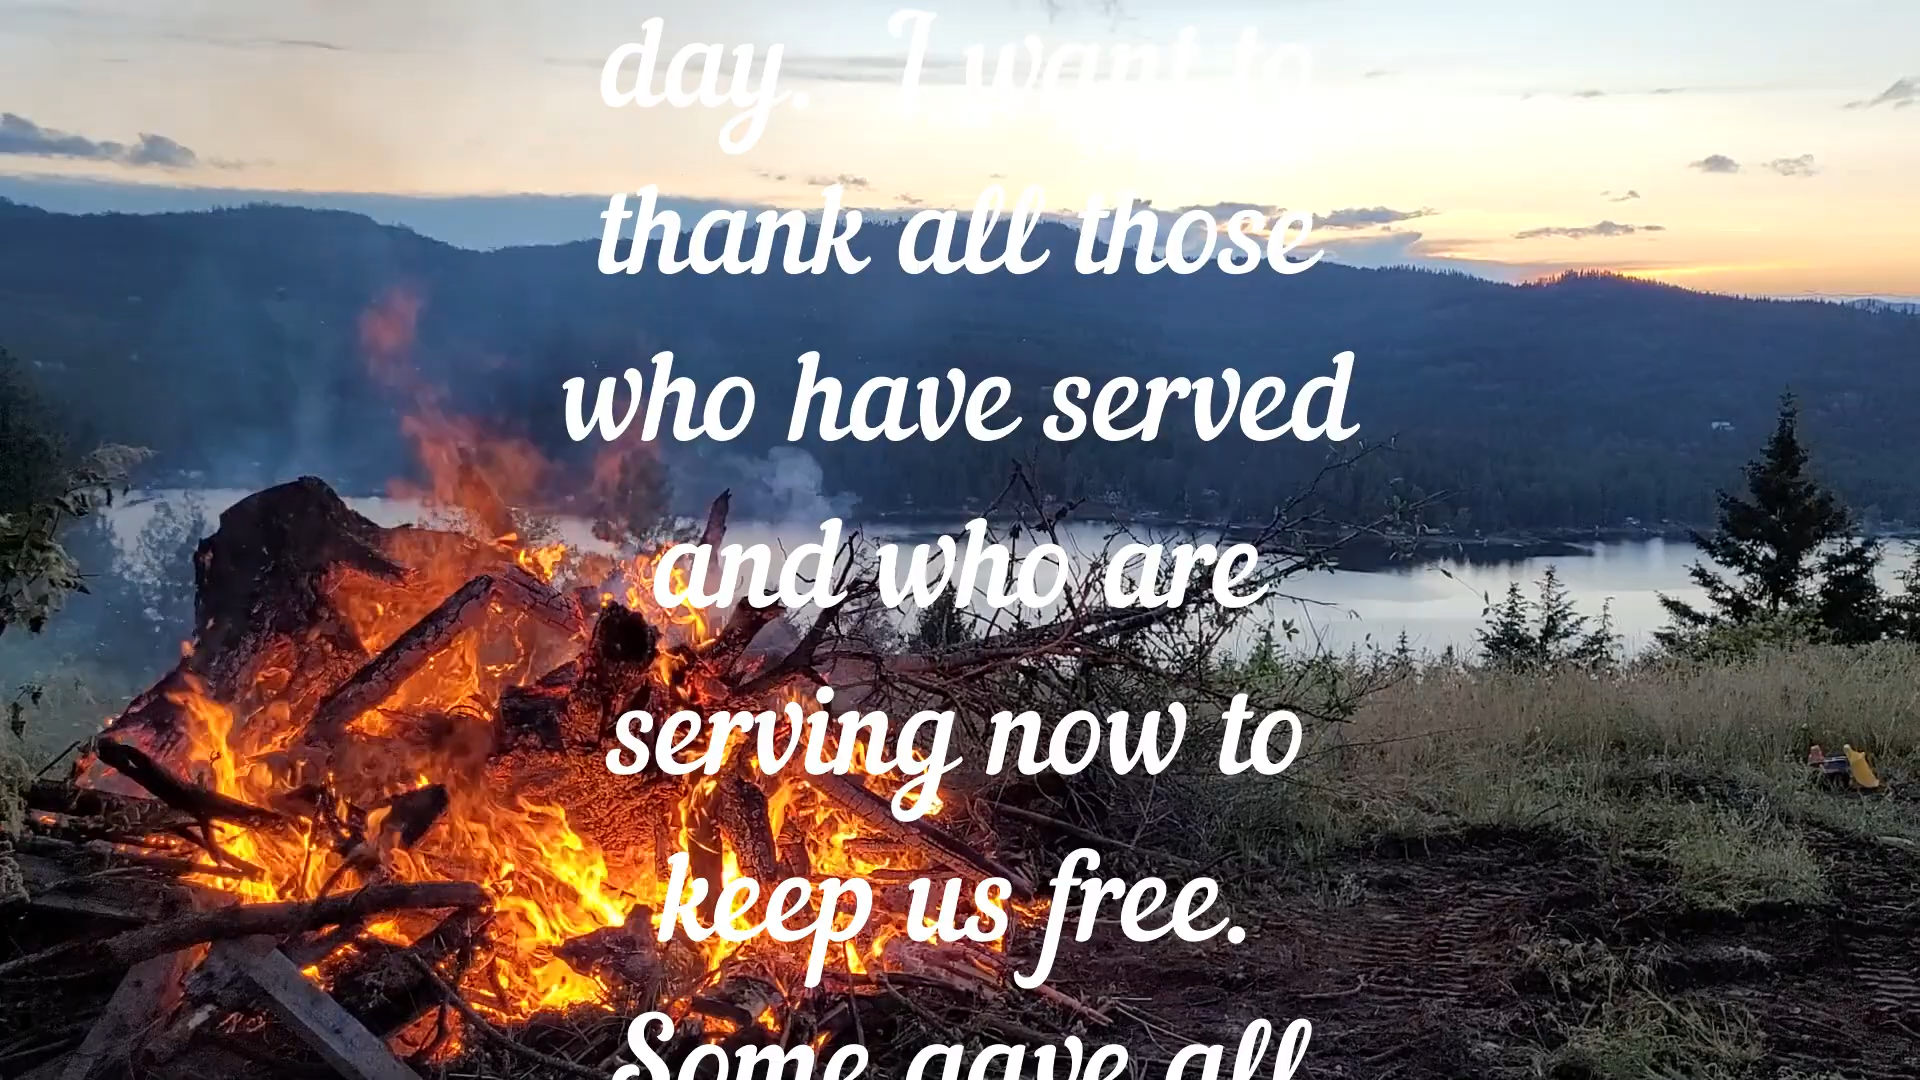 day. I want to
thank all those
who have served
and who are
serving now to
keep us free.
Some gave all